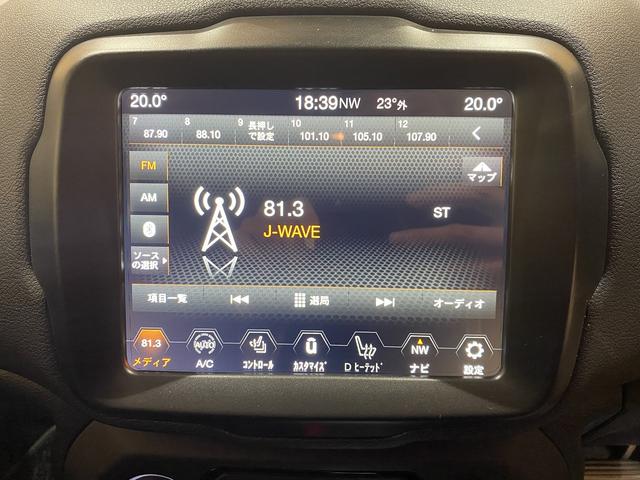 20.0° 18:39NW 23°外 20.0°
7 8 9 長押し 10 11 12
87.90 88.10 で設定 101.10 105.10 107.90
FM
マップ
AM
81.3 ST
J-WAVE
ソース
の選択
項目一覧 選局 オーディオ
81.3 AUTO NW
メディア A/C コントロール カスタマイズ D ヒーテッド ナビ 設定